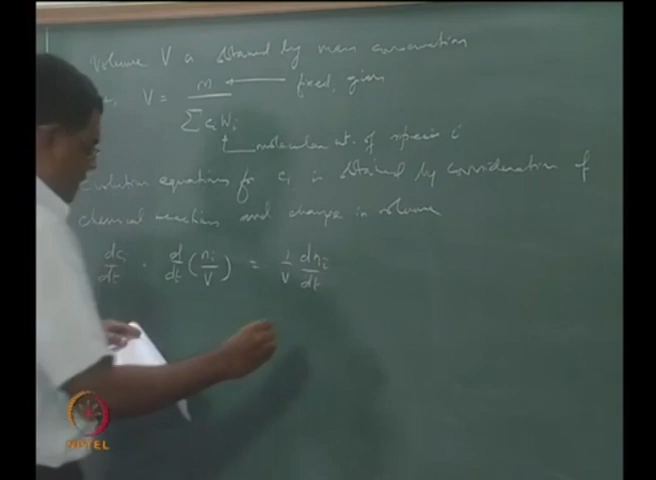 Volume V is obtained by mass conservation
V = m / Σ cᵢ Wᵢ ← fixed, given
molecular wt. of species i
Evolution equations for cᵢ is obtained by consideration of
chemical reactions and change in volume
dcᵢ/dt = d/dt (nᵢ/V) = 1/V dnᵢ/dt
NPTEL